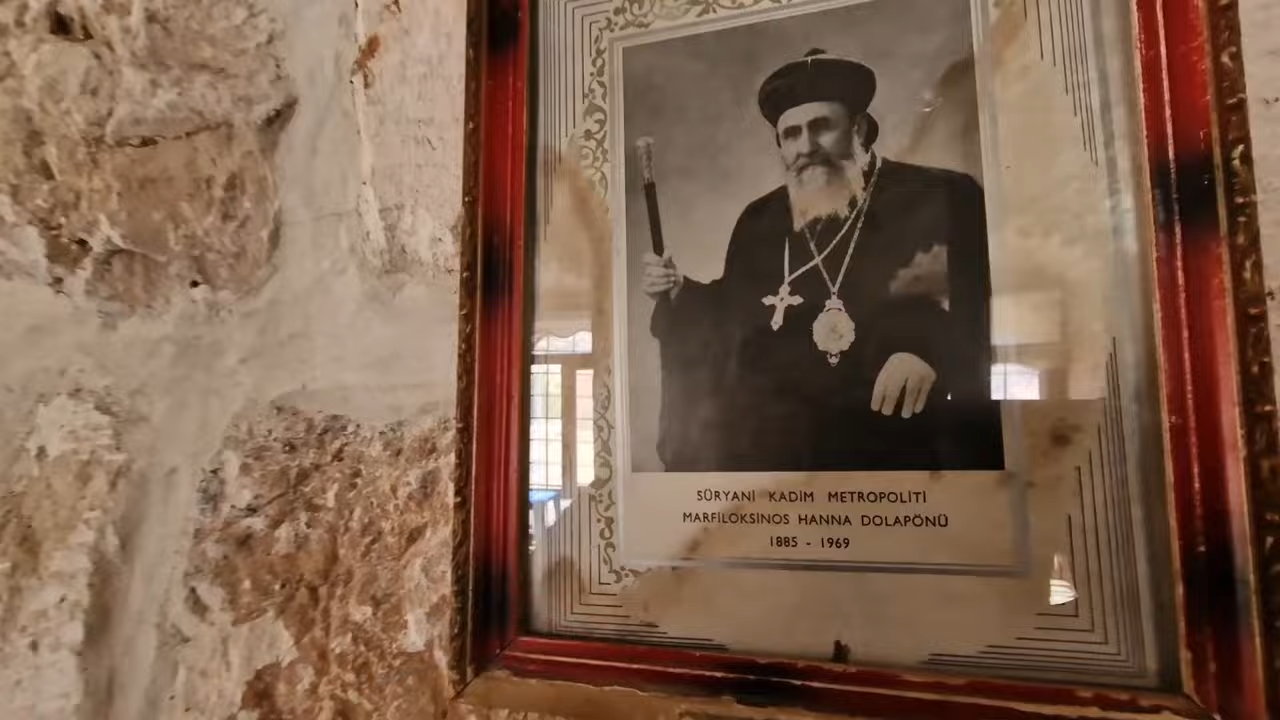 SÜRYANİ KADİM METROPOLİTİ
MARFİLOKSİNOS HANNA DOLAPÖNÜ
1885 - 1969